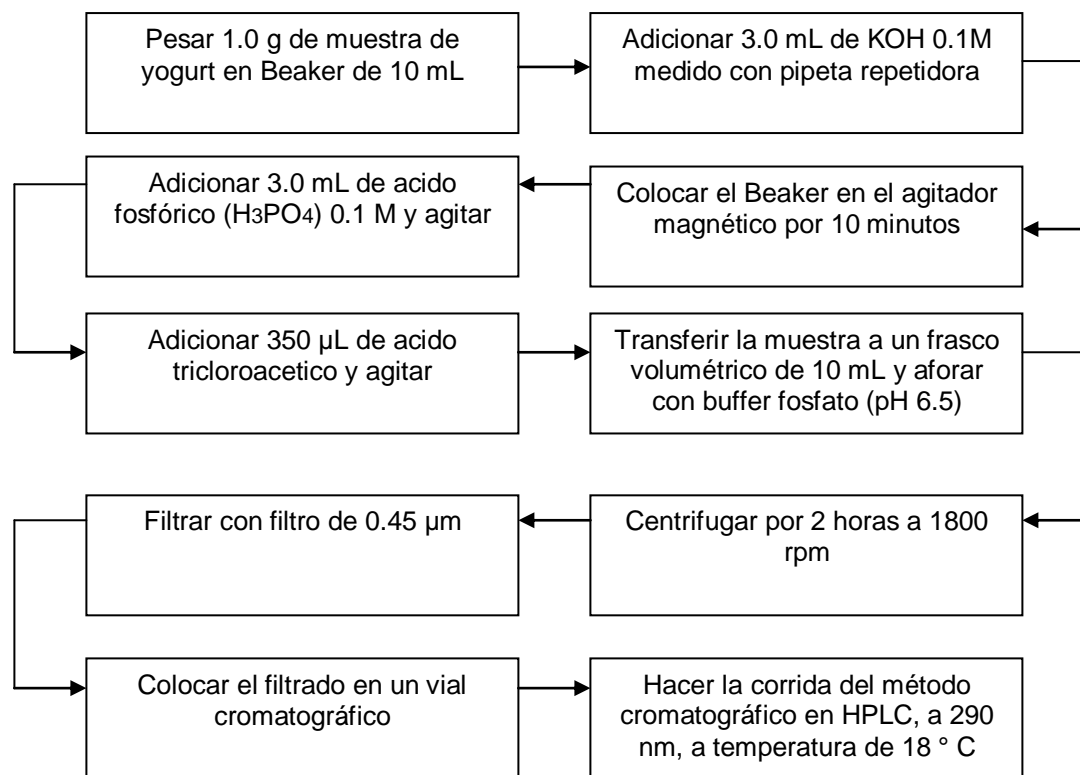 Pesar 1.0 g de muestra de
yogurt en Beaker de 10 mL
Adicionar 3.0 mL de KOH 0.1M
medido con pipeta repetidora
Colocar el Beaker en el agitador
magnético por 10 minutos
Adicionar 3.0 mL de acido
fosfórico (H3PO4) 0.1 M y agitar
Adicionar 350 µL de acido
tricloroacetico y agitar
Transferir la muestra a un frasco
volumétrico de 10 mL y aforar
con buffer fosfato (pH 6.5)
Centrifugar por 2 horas a 1800
rpm
Filtrar con filtro de 0.45 µm
Colocar el filtrado en un vial
cromatográfico
Hacer la corrida del método
cromatográfico en HPLC, a 290
nm, a temperatura de 18 ° C